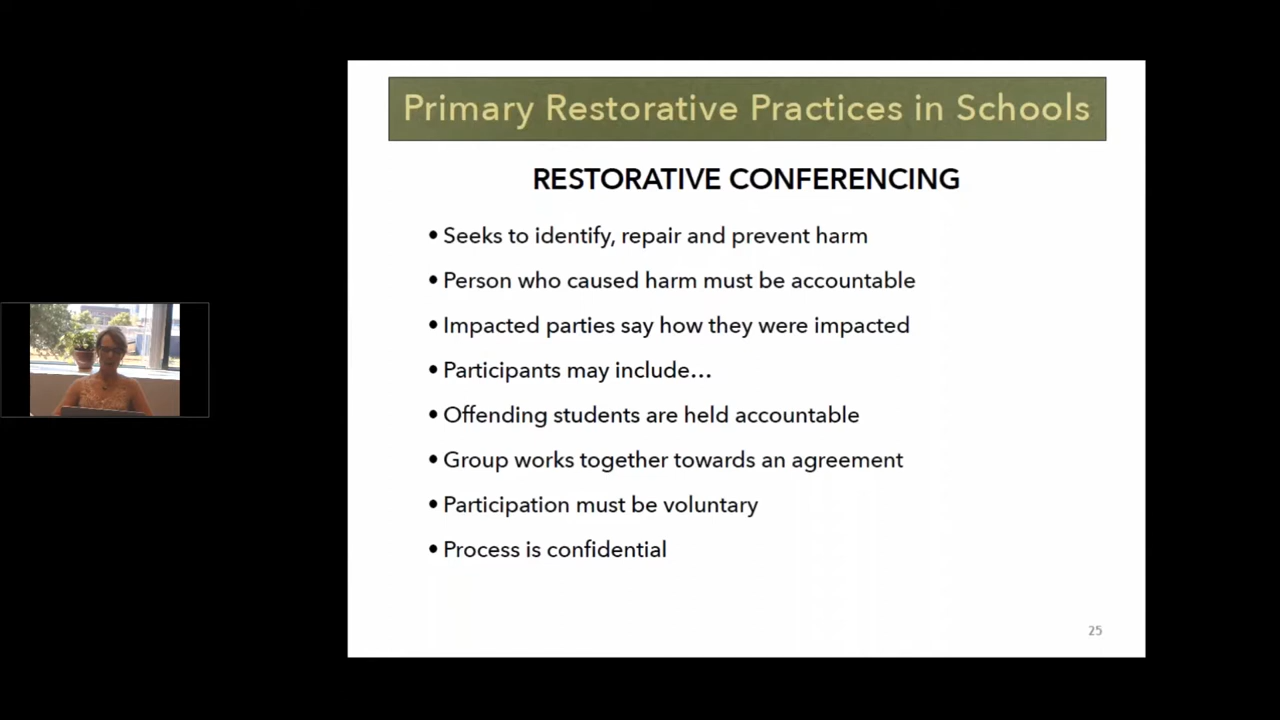 Primary Restorative Practices in Schools
RESTORATIVE CONFERENCING
• Seeks to identify, repair and prevent harm
• Person who caused harm must be accountable
• Impacted parties say how they were impacted
• Participants may include…
• Offending students are held accountable
• Group works together towards an agreement
• Participation must be voluntary
• Process is confidential
25